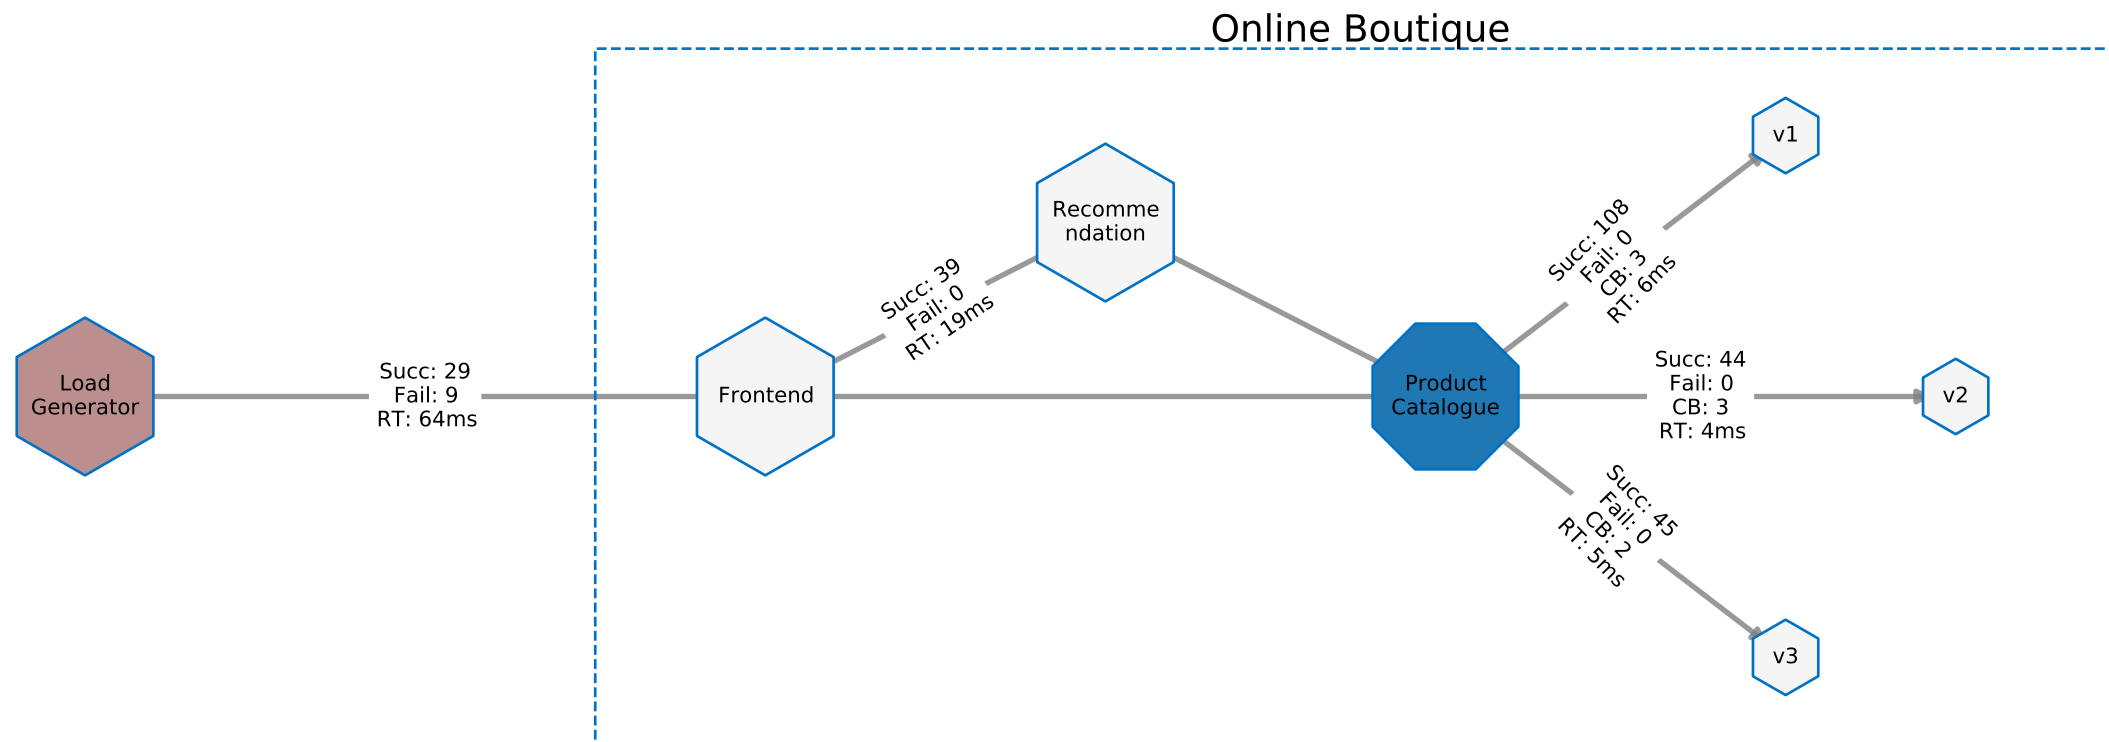 Online Boutique
Load
Generator
Succ: 29
Fail: 9
RT: 64ms
Frontend
Succ: 39
Fail: 0
RT: 19ms
Recomme
ndation
Product
Catalogue
Succ: 108
Fail: 0
CB: 3
RT: 6ms
v1
Succ: 44
Fail: 0
CB: 3
RT: 4ms
v2
Succ: 45
Fail: 0
CB: 2
RT: 5ms
v3